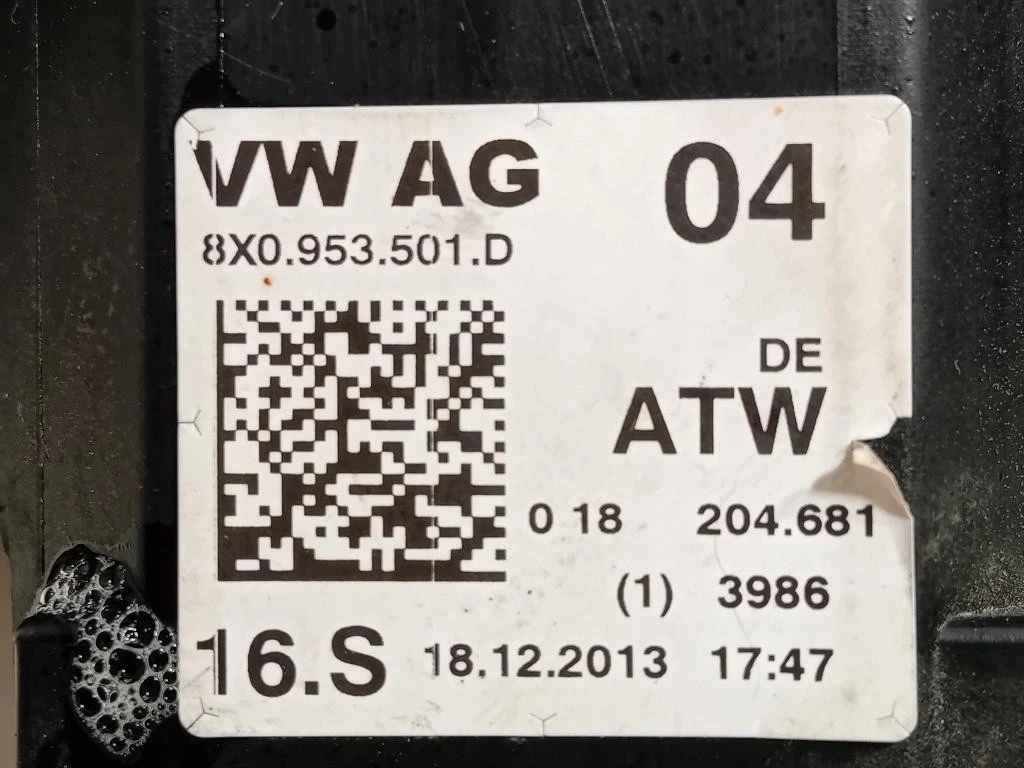 VW AG 04
8X0.953.501.D
DE
ATW
0 18 204.681
(1) 3986
16.S 18.12.2013 17:47